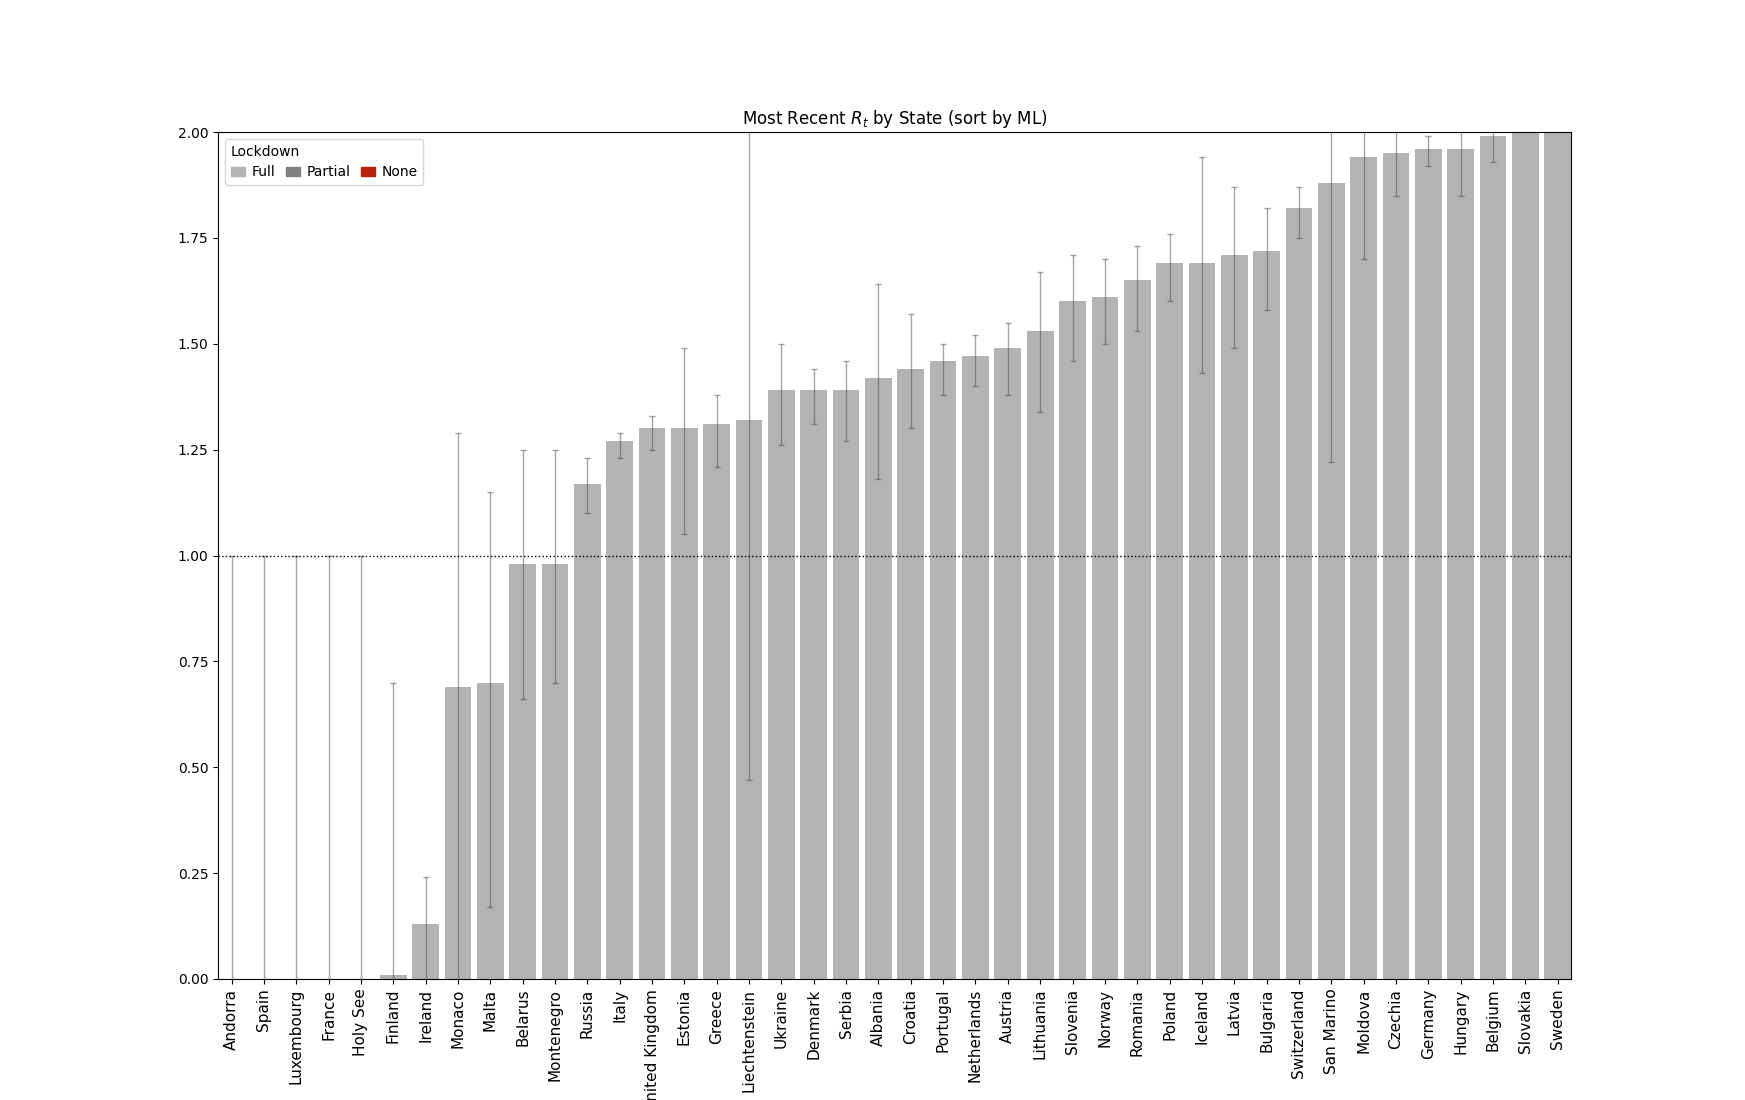 Most Recent Rt by State (sort by ML)
Lockdown
Full Partial None
2.00
1.75
1.50
1.25
1.00
0.75
0.50
0.25
0.00
Andorra
Spain
Luxembourg
France
Holy See
Finland
Ireland
Monaco
Malta
Belarus
Montenegro
Russia
Italy
nited Kingdom
Estonia
Greece
Liechtenstein
Ukraine
Denmark
Serbia
Albania
Croatia
Portugal
Netherlands
Austria
Lithuania
Slovenia
Norway
Romania
Poland
Iceland
Latvia
Bulgaria
Switzerland
San Marino
Moldova
Czechia
Germany
Hungary
Belgium
Slovakia
Sweden